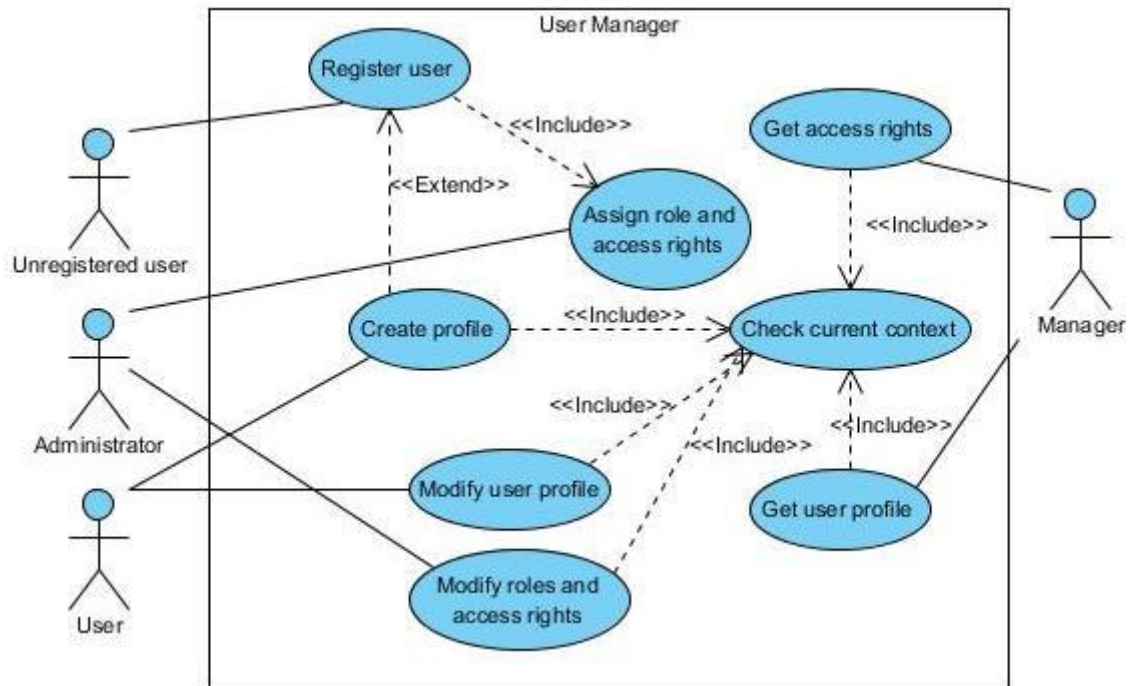 User Manager
Register user
<<Include>>
Get access rights
<<Extend>>
Assign role and
access rights
<<Include>>
Unregistered user
Create profile
<<Include>>
Check current context
Manager
<<Include>>
<<Include>>
<<Include>>
Administrator
Modify user profile
Get user profile
Modify roles and
access rights
User